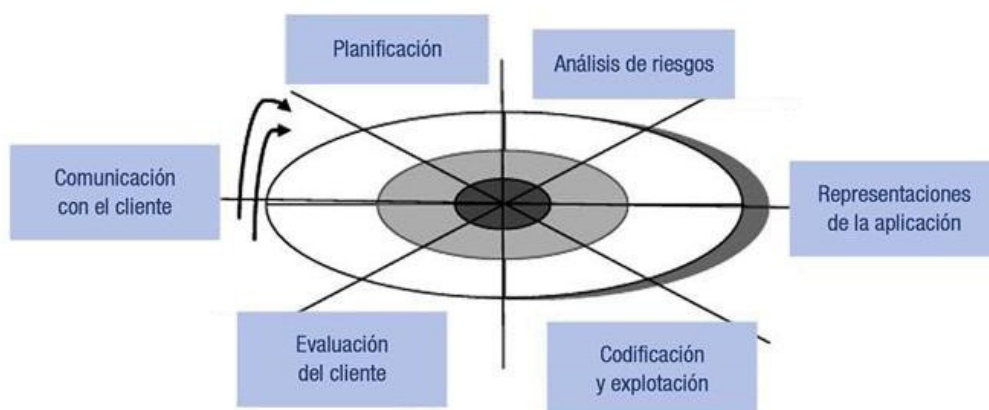 Planificación
Análisis de riesgos
Comunicación
con el cliente
Representaciones
de la aplicación
Evaluación
del cliente
Codificación
y explotación